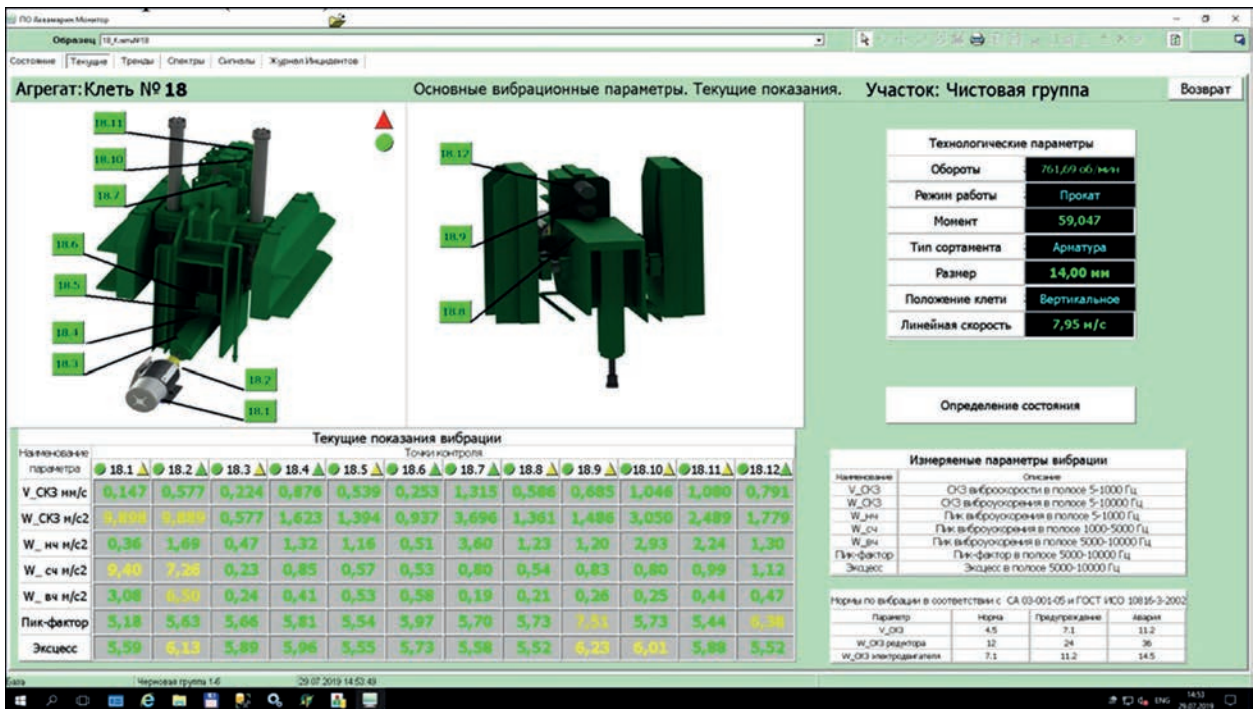 ПО Аквамарин Монитор
Образец 18_Клеть№18
Состояние Текущие Тренды Спектры Сигналы Журнал Инцидентов
Агрегат: Клеть № 18 Основные вибрационные параметры. Текущие показания. Участок: Чистовая группа Возврат
18.11
18.10
18.7
18.6
18.5
18.4
18.3
18.2
18.1
18.12
18.9
18.8
Технологические параметры
Обороты 761,69 об/мин
Режим работы Прокат
Момент 59,047
Тип сортамента Арматура
Размер 14,00 мм
Положение клети Вертикальное
Линейная скорость 7,95 м/с
Определение состояния
Текущие показания вибрации
Наименование параметра
Точки контроля
18.1 18.2 18.3 18.4 18.5 18.6 18.7 18.8 18.9 18.10 18.11 18.12
V_СКЗ мм/с 0,147 0,577 0,224 0,876 0,539 0,253 1,315 0,586 0,685 1,046 1,080 0,791
W_СКЗ м/с2 0,577 1,623 1,394 0,937 3,696 1,361 1,486 3,050 2,489 1,779
W_ нч м/с2 0,36 1,69 0,47 1,32 1,16 0,51 3,60 1,23 1,20 2,93 2,24 1,30
W_ сч м/с2 9,40 7,26 0,23 0,85 0,57 0,53 0,80 0,54 0,83 0,80 0,99 1,12
W_ вч м/с2 3,08 6,50 0,24 0,41 0,53 0,58 0,19 0,21 0,26 0,25 0,44 0,47
Пик-фактор 5,18 5,63 5,66 5,81 5,54 5,97 5,70 5,73 7,51 5,73 5,44 6,38
Эксцесс 5,59 6,13 5,89 5,96 5,55 5,73 5,58 5,52 6,23 6,01 5,88 5,52
Измеряемые параметры вибрации
Наименование Описание
V_СКЗ СКЗ виброскорости в полосе 5-1000 Гц
W_СКЗ СКЗ виброускорения в полосе 5-10000 Гц
W_нч Пик виброускорения в полосе 5-1000 Гц
W_сч Пик виброускорения в полосе 1000-5000 Гц
W_вч Пик виброускорения в полосе 5000-10000 Гц
Пик-фактор Пик-фактор в полосе 5000-10000 Гц
Эксцесс Эксцесс в полосе 5000-10000 Гц
Нормы по вибрации в соответствии с СА 03-001-05 и ГОСТ ИСО 10816-3-2002
Параметр Норма Предупреждение Авария
V_СКЗ 4.5 7.1 11.2
W_СКЗ редуктора 12 24 36
W_СКЗ электродвигателя 7.1 11.2 14.5
База Черновая группа 1-6 29.07.2019 14:53:49
ENG 14:53
29.07.2019